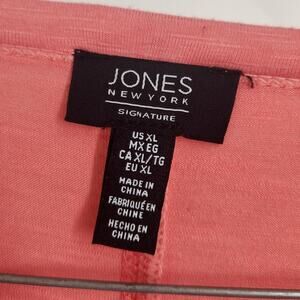 JONES
NEW YORK
SIGNATURE
US XL
MX EG
CA XL/TG
EU XL
MADE IN
CHINA
FABRIQUÉ EN
CHINE
HECHO EN
CHINA